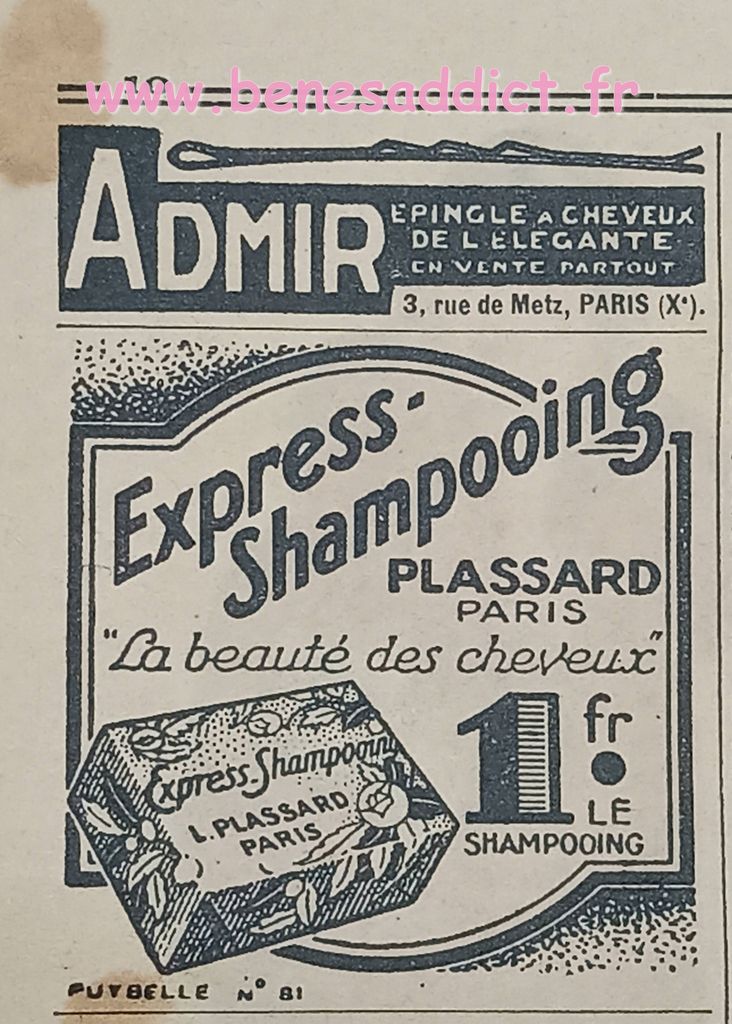 www.benesaddict.fr
ADMIR
EPINGLE A CHEVEUX
DE L'ELEGANTE
EN VENTE PARTOUT
3, rue de Metz, PARIS (Xe).
Express-
Shampooing
PLASSARD
PARIS
"La beauté des cheveux"
Express-Shampooing
L. PLASSARD
PARIS
1 fr.
LE
SHAMPOOING
PUYBELLE N° 81